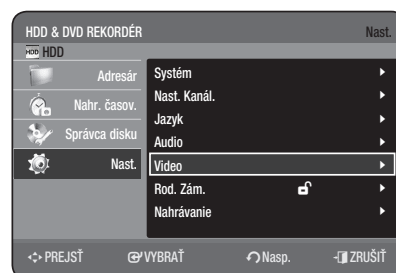 HDD & DVD REKORDÉR Nast.
HDD HDD
Adresár
Nahr. časov.
Správca disku
Nast.
Systém
Nast. Kanál.
Jazyk
Audio
Video
Rod. Zám.
Nahrávanie
PREJSŤ VYBRAŤ Nasp. ZRUŠIŤ